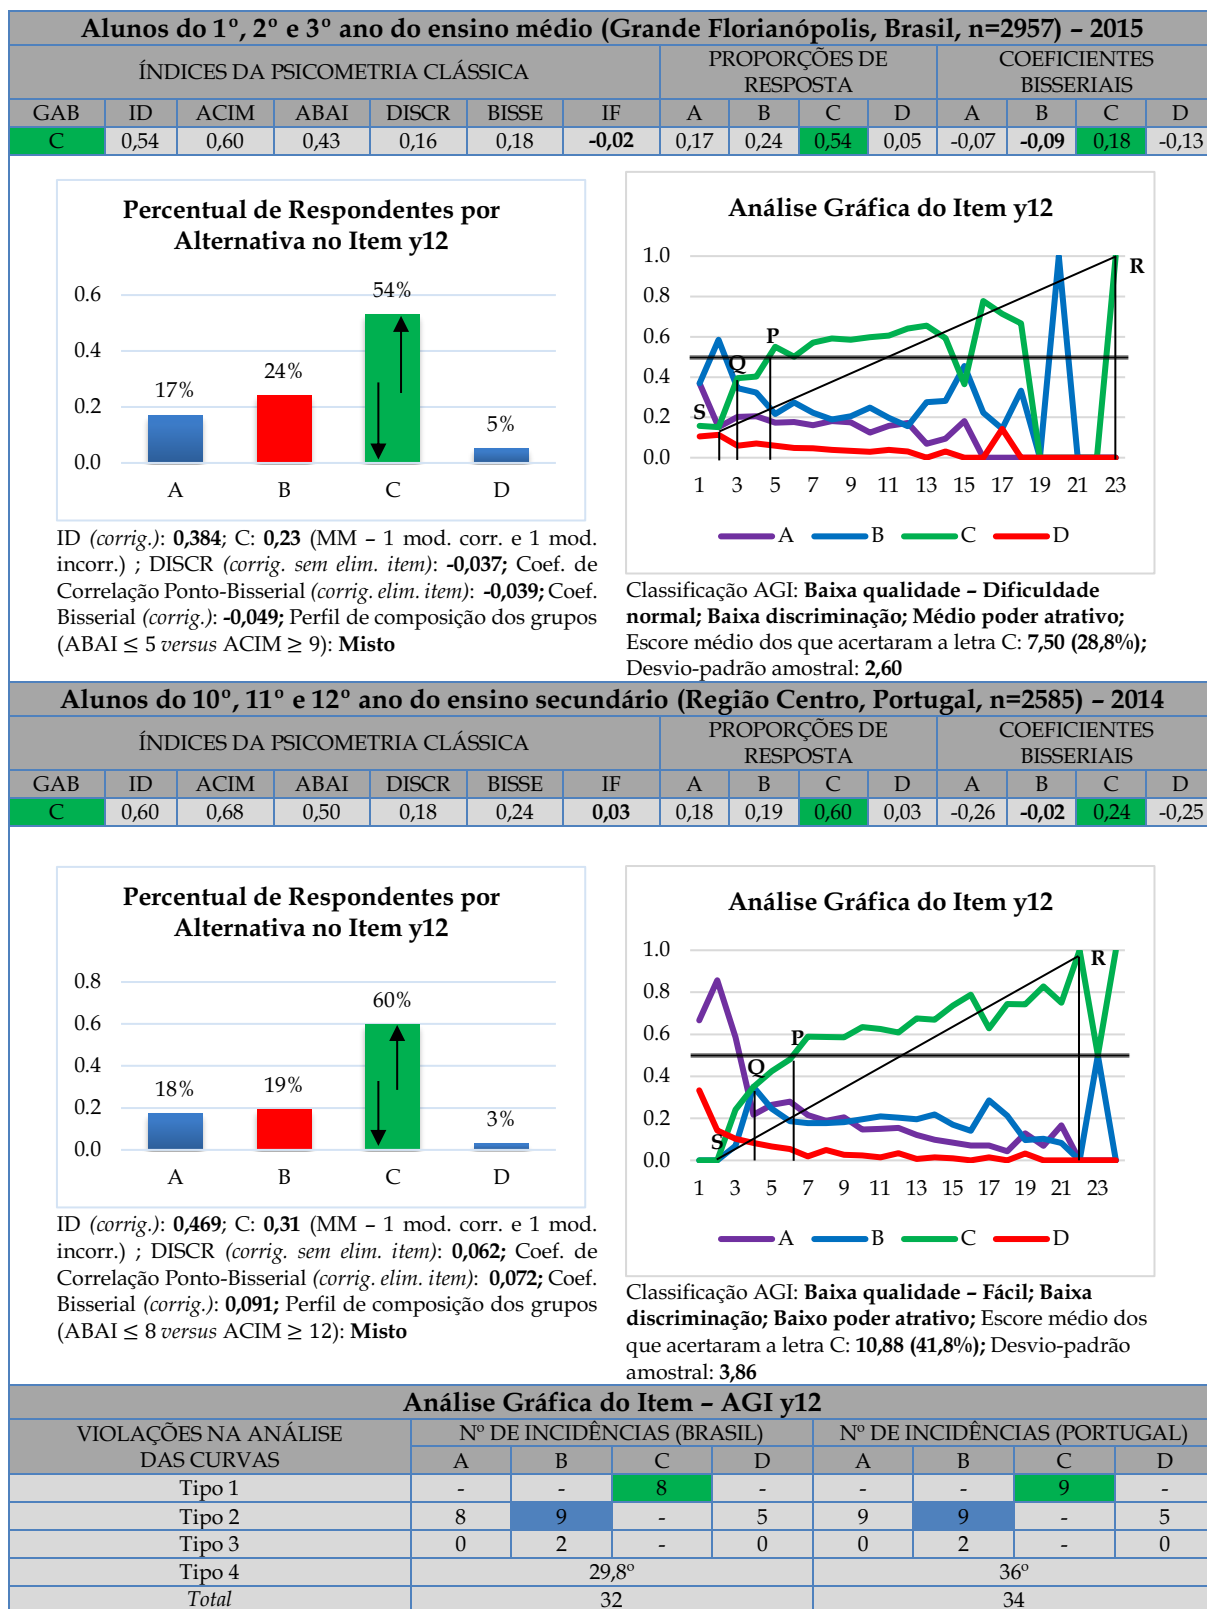 Alunos do 1º, 2º e 3º ano do ensino médio (Grande Florianópolis, Brasil, n=2957) – 2015
ÍNDICES DA PSICOMETRIA CLÁSSICA PROPORÇÕES DE RESPOSTA COEFICIENTES BISSERIAIS
GAB ID ACIM ABAI DISCR BISSE IF A B C D A B C D
C 0,54 0,60 0,43 0,16 0,18 -0,02 0,17 0,24 0,54 0,05 -0,07 -0,09 0,18 -0,13
Percentual de Respondentes por
Alternativa no Item y12
0.6
0.4
0.2
0.0
17% 24% 54% 5%
A B C D
ID (corrig.): 0,384; C: 0,23 (MM – 1 mod. corr. e 1 mod.
incorr.) ; DISCR (corrig. sem elim. item): -0,037; Coef. de
Correlação Ponto-Bisserial (corrig. elim. item): -0,039; Coef.
Bisserial (corrig.): -0,049; Perfil de composição dos grupos
(ABAI ≤ 5 versus ACIM ≥ 9): Misto
Análise Gráfica do Item y12
1.0
0.8
0.6
0.4
0.2
0.0
S Q P R
1 3 5 7 9 11 13 15 17 19 21 23
A B C D
Classificação AGI: Baixa qualidade – Dificuldade
normal; Baixa discriminação; Médio poder atrativo;
Escore médio dos que acertaram a letra C: 7,50 (28,8%);
Desvio-padrão amostral: 2,60
Alunos do 10º, 11º e 12º ano do ensino secundário (Região Centro, Portugal, n=2585) – 2014
ÍNDICES DA PSICOMETRIA CLÁSSICA PROPORÇÕES DE RESPOSTA COEFICIENTES BISSERIAIS
GAB ID ACIM ABAI DISCR BISSE IF A B C D A B C D
C 0,60 0,68 0,50 0,18 0,24 0,03 0,18 0,19 0,60 0,03 -0,26 -0,02 0,24 -0,25
Percentual de Respondentes por
Alternativa no Item y12
0.8
0.6
0.4
0.2
0.0
18% 19% 60% 3%
A B C D
ID (corrig.): 0,469; C: 0,31 (MM – 1 mod. corr. e 1 mod.
incorr.) ; DISCR (corrig. sem elim. item): 0,062; Coef. de
Correlação Ponto-Bisserial (corrig. elim. item): 0,072; Coef.
Bisserial (corrig.): 0,091; Perfil de composição dos grupos
(ABAI ≤ 8 versus ACIM ≥ 12): Misto
Análise Gráfica do Item y12
1.0
0.8
0.6
0.4
0.2
0.0
S Q P R
1 3 5 7 9 11 13 15 17 19 21 23
A B C D
Classificação AGI: Baixa qualidade – Fácil; Baixa
discriminação; Baixo poder atrativo; Escore médio dos
que acertaram a letra C: 10,88 (41,8%); Desvio-padrão
amostral: 3,86
Análise Gráfica do Item – AGI y12
VIOLAÇÕES NA ANÁLISE DAS CURVAS Nº DE INCIDÊNCIAS (BRASIL) Nº DE INCIDÊNCIAS (PORTUGAL)
A B C D A B C D
Tipo 1 - - 8 - - - 9 -
Tipo 2 8 9 - 5 9 9 - 5
Tipo 3 0 2 - 0 0 2 - 0
Tipo 4 29,8º 36º
Total 32 34